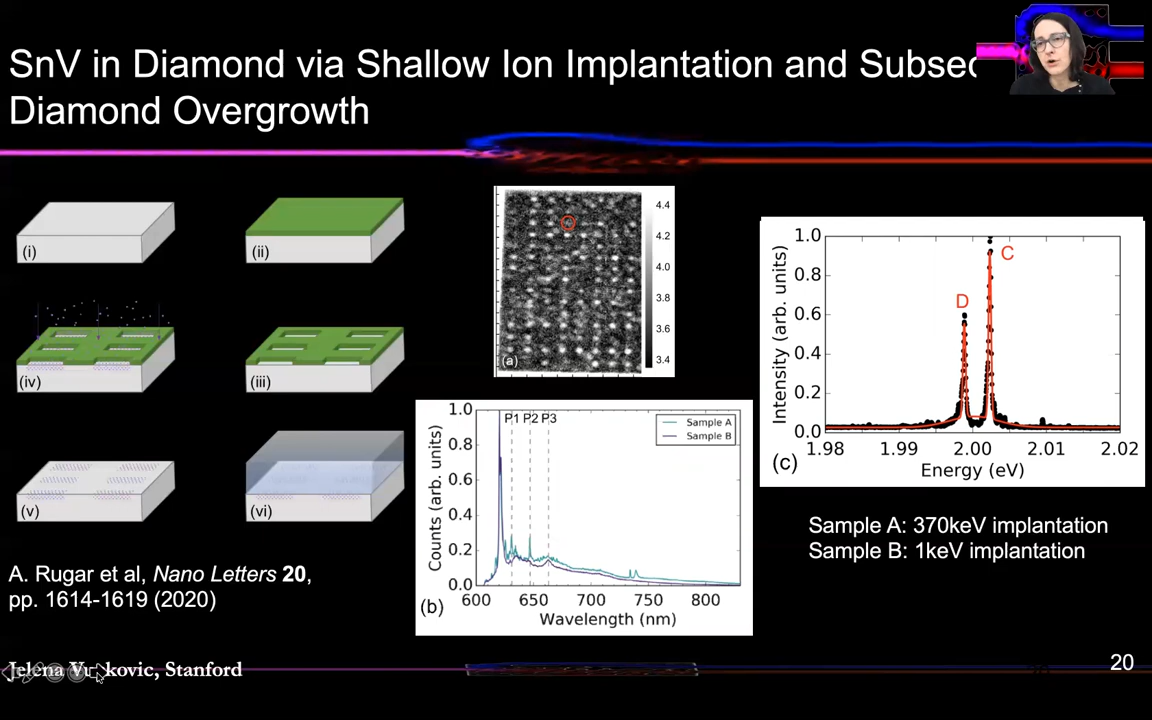 SnV in Diamond via Shallow Ion Implantation and Subsec
Diamond Overgrowth
(i)
(ii)
(iv)
(iii)
(v)
(vi)
A. Rugar et al, Nano Letters 20,
pp. 1614-1619 (2020)
(a)
4.4
4.2
4.0
3.8
3.6
3.4
P1 P2 P3
Sample A
Sample B
Counts (arb. units)
1.0
0.8
0.6
0.4
0.2
0.0
600 650 700 750 800
Wavelength (nm)
(b)
Intensity (arb. units)
1.0
0.8
0.6
0.4
0.2
0.0
D
C
1.98 1.99 2.00 2.01 2.02
Energy (eV)
(c)
Sample A: 370keV implantation
Sample B: 1keV implantation
Jelena Vuckovic, Stanford
20